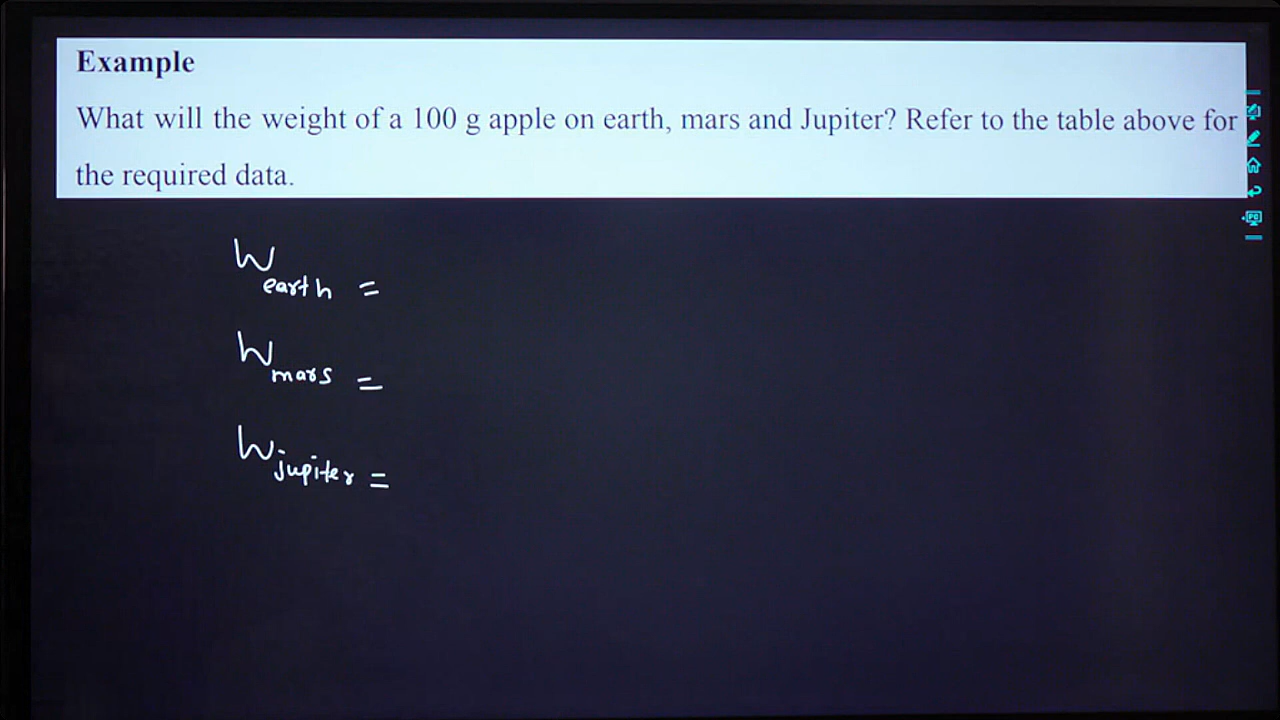 Example
What will the weight of a 100 g apple on earth, mars and Jupiter? Refer to the table above for
the required data.
W earth =
W mars =
W jupiter =
PC